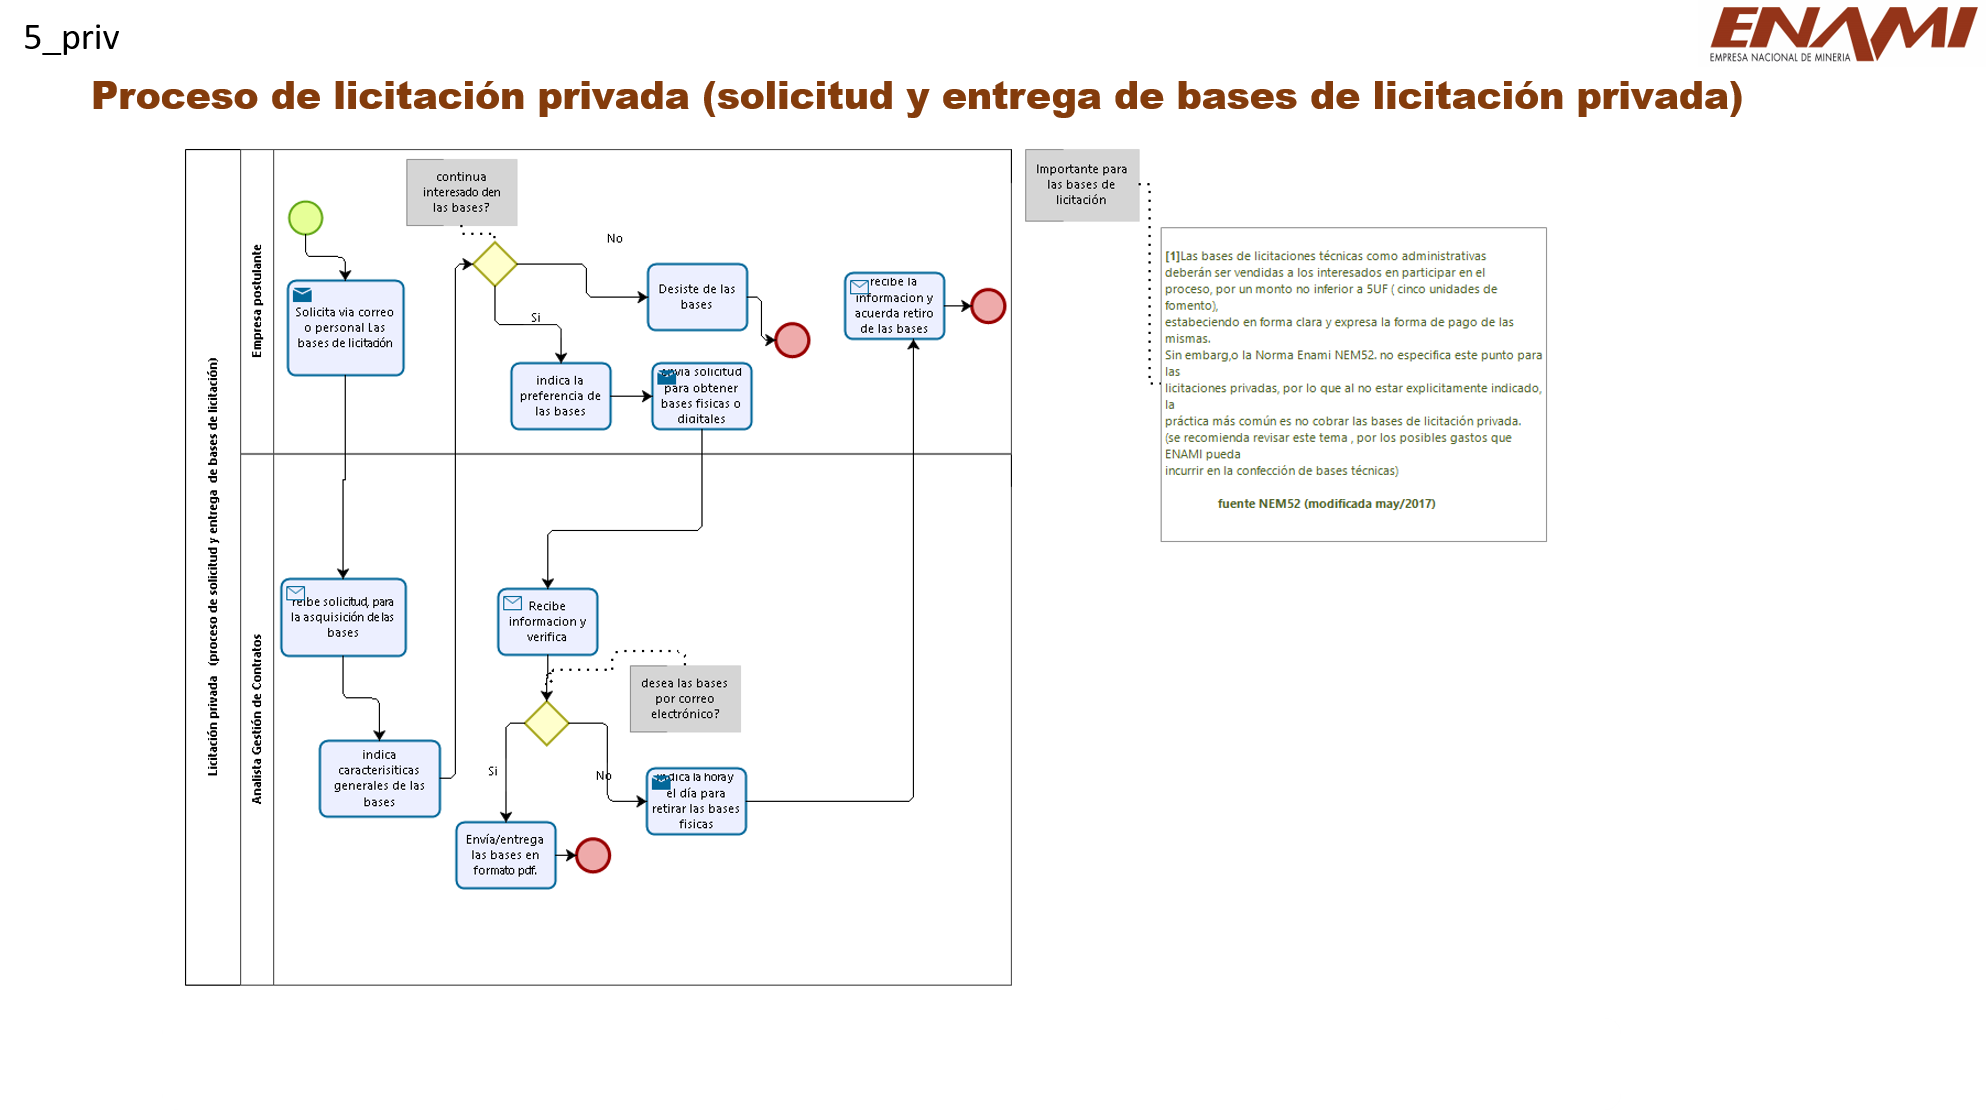 5_priv
ENAMI
EMPRESA NACIONAL DE MINERIA
Proceso de licitación privada (solicitud y entrega de bases de licitación privada)
Licitación privada (proceso de solicitud y entrega de bases de licitación)
Empresa postulante
Analista Gestión de Contratos
continua
interesado den
las bases?
Solicita via correo
o personal Las
bases de licitación
No
Si
Desiste de las
bases
indica la
preferencia de
las bases
envia solicitud
para obtener
bases fisicas o
digitales
recibe la
informacion y
acuerda retiro
de las bases
reibe solicitud, para
la asquisición de las
bases
indica
caracterisiticas
generales de las
bases
Recibe
informacion y
verifica
desea las bases
por correo
electrónico?
Si
No
Envía/entrega
las bases en
formato pdf.
indica la hora y
el día para
retirar las bases
fisicas
Importante para
las bases de
licitación
[1]Las bases de licitaciones técnicas como administrativas
deberán ser vendidas a los interesados en participar en el
proceso, por un monto no inferior a 5UF ( cinco unidades de
fomento),
estabeciendo en forma clara y expresa la forma de pago de las
mismas.
Sin embarg,o la Norma Enami NEM52. no especifica este punto para
las
licitaciones privadas, por lo que al no estar explicitamente indicado,
la
práctica más común es no cobrar las bases de licitación privada.
(se recomienda revisar este tema , por los posibles gastos que
ENAMI pueda
incurrir en la confección de bases técnicas)
fuente NEM52 (modificada may/2017)